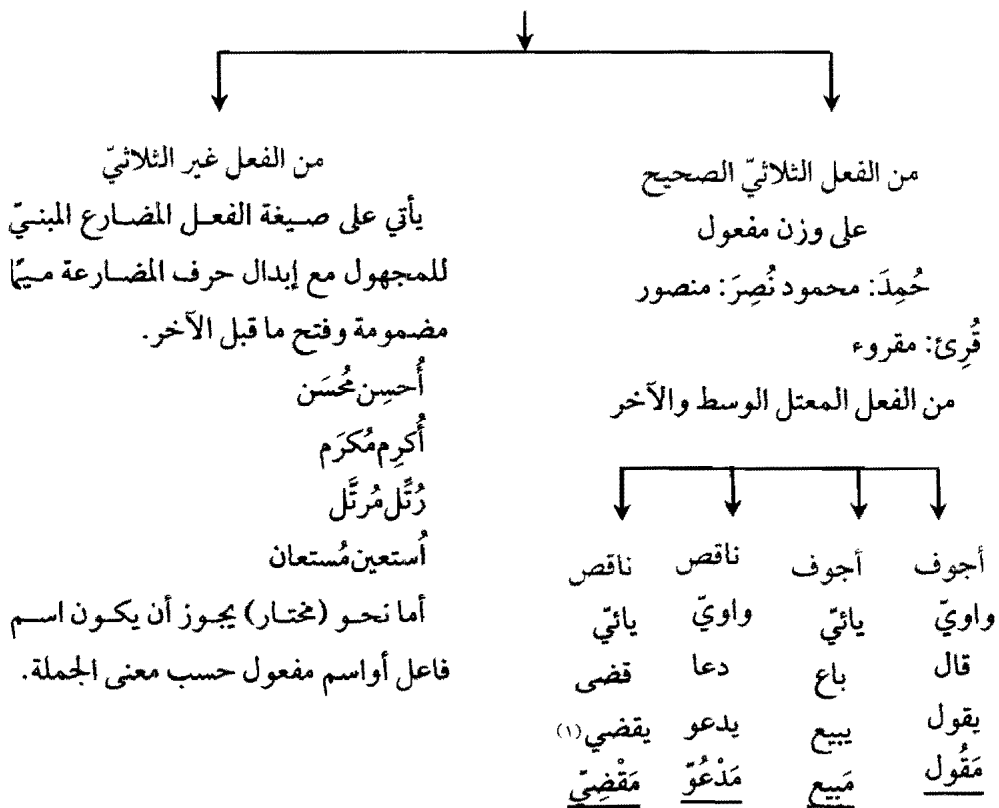 من الفعل الثلاثيّ الصحيح
على وزن مفعول
حُمِدَ: محمود نُصِرَ: منصور
قُرِئ: مقروء
من الفعل المعتل الوسط والآخر
أجوف أجوف ناقص ناقص
واويّ يائيّ واويّ يائيّ
قال باع دعا قضى
يقول يبيع يدعو يقضي(١)
مَقُول مَبِيع مَدْعُوّ مَقْضِيّ
من الفعل غير الثلاثيّ
يأتي على صيغة الفعل المضارع المبنيّ
للمجهول مع إبدال حرف المضارعة ميمًا
مضمومة وفتح ما قبل الآخر.
أُحسِن مُحسَن
أُكرِم مُكرَم
رُتِّل مُرتَّل
اُستعين مُستعان
أما نحو (مختار) يجوز أن يكون اسم
فاعل أو اسم مفعول حسب معنى الجملة.